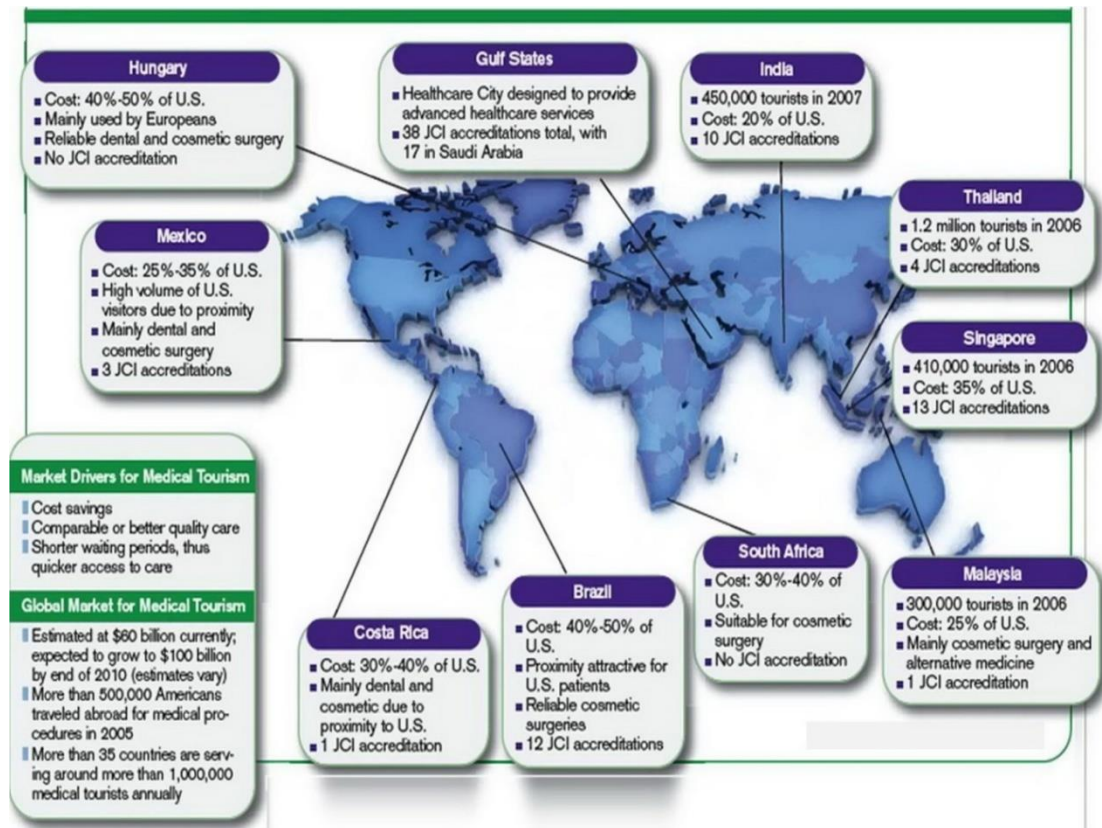 Hungary
Cost: 40%-50% of U.S.
Mainly used by Europeans
Reliable dental and cosmetic surgery
No JCI accreditation
Gulf States
Healthcare City designed to provide
advanced healthcare services
38 JCI accreditations total, with
17 in Saudi Arabia
India
450,000 tourists in 2007
Cost: 20% of U.S.
10 JCI accreditations
Thailand
1.2 million tourists in 2006
Cost: 30% of U.S.
4 JCI accreditations
Mexico
Cost: 25%-35% of U.S.
High volume of U.S.
visitors due to proximity
Mainly dental and
cosmetic surgery
3 JCI accreditations
Singapore
410,000 tourists in 2006
Cost: 35% of U.S.
13 JCI accreditations
Market Drivers for Medical Tourism
Cost savings
Comparable or better quality care
Shorter waiting periods, thus
quicker access to care
Global Market for Medical Tourism
Estimated at $60 billion currently;
expected to grow to $100 billion
by end of 2010 (estimates vary)
More than 500,000 Americans
traveled abroad for medical pro-
cedures in 2005
More than 35 countries are serv-
ing around more than 1,000,000
medical tourists annually
Costa Rica
Cost: 30%-40% of U.S.
Mainly dental and
cosmetic due to
proximity to U.S.
1 JCI accreditation
Brazil
Cost: 40%-50% of
U.S.
Proximity attractive for
U.S. patients
Reliable cosmetic
surgeries
12 JCI accreditations
South Africa
Cost: 30%-40% of
U.S.
Suitable for cosmetic
surgery
No JCI accreditation
Malaysia
300,000 tourists in 2006
Cost: 25% of U.S.
Mainly cosmetic surgery and
alternative medicine
1 JCI accreditation